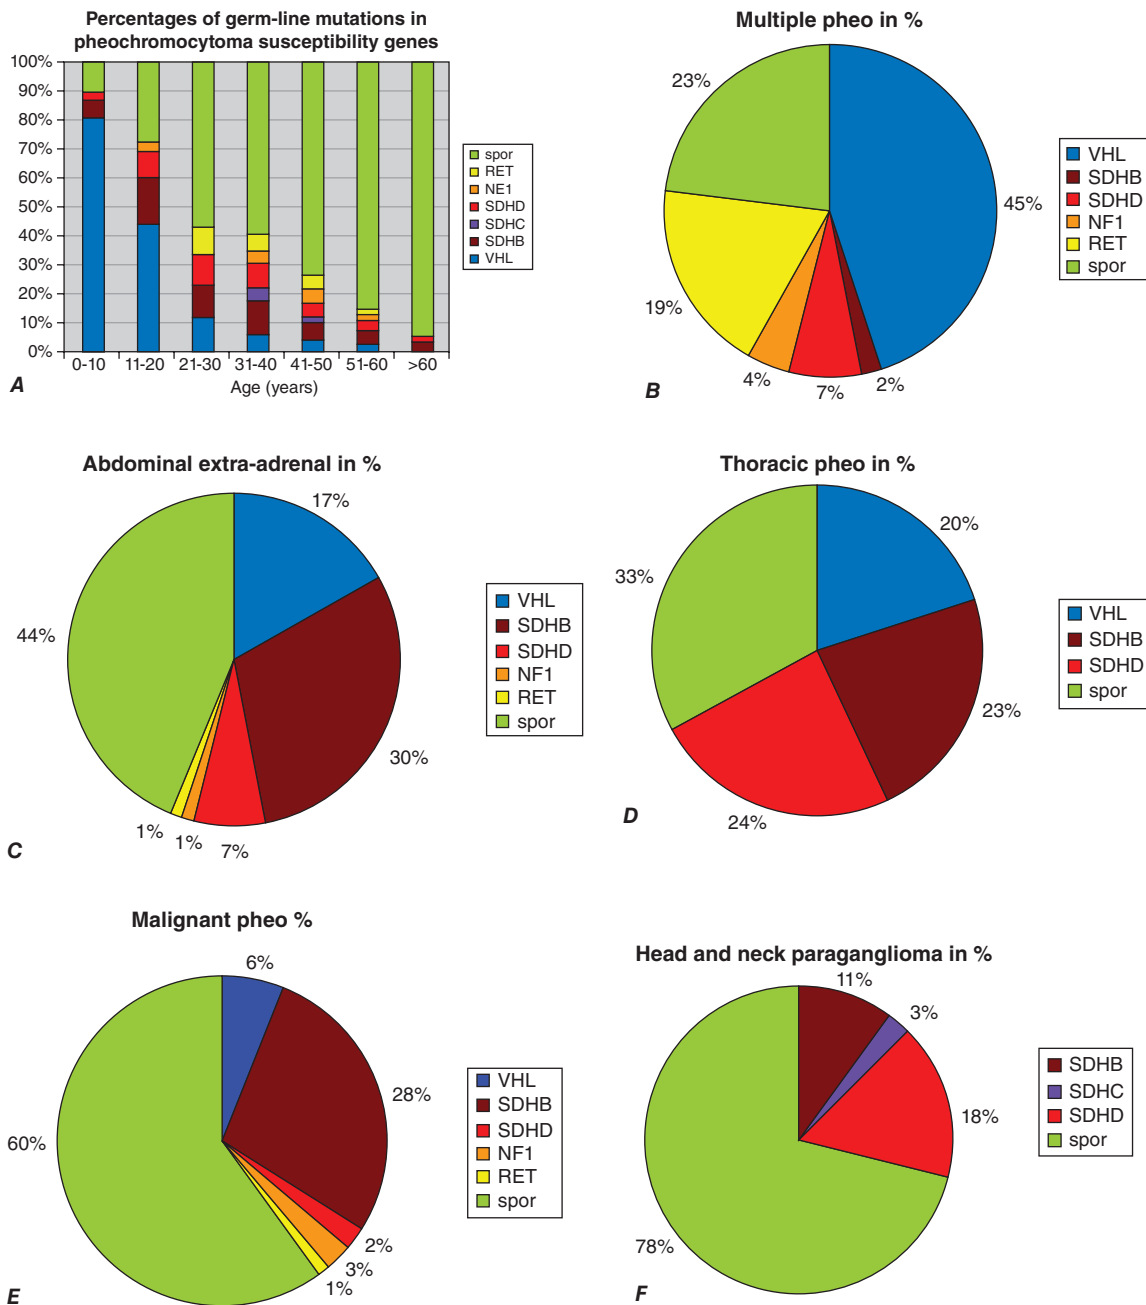 Percentages of germ-line mutations in
pheochromocytoma susceptibility genes
100%
90%
80%
70%
60%
50%
40%
30%
20%
10%
0%
0-10 11-20 21-30 31-40 41-50 51-60 >60
Age (years)
spor
RET
NE1
SDHD
SDHC
SDHB
VHL
A
Multiple pheo in %
23%
45%
19%
4%
7%
2%
VHL
SDHB
SDHD
NF1
RET
spor
B
Abdominal extra-adrenal in %
17%
44%
30%
1%
1%
7%
VHL
SDHB
SDHD
NF1
RET
spor
C
Thoracic pheo in %
20%
33%
23%
24%
VHL
SDHB
SDHD
spor
D
Malignant pheo %
6%
28%
60%
2%
3%
1%
VHL
SDHB
SDHD
NF1
RET
spor
E
Head and neck paraganglioma in %
11%
3%
18%
78%
SDHB
SDHC
SDHD
spor
F